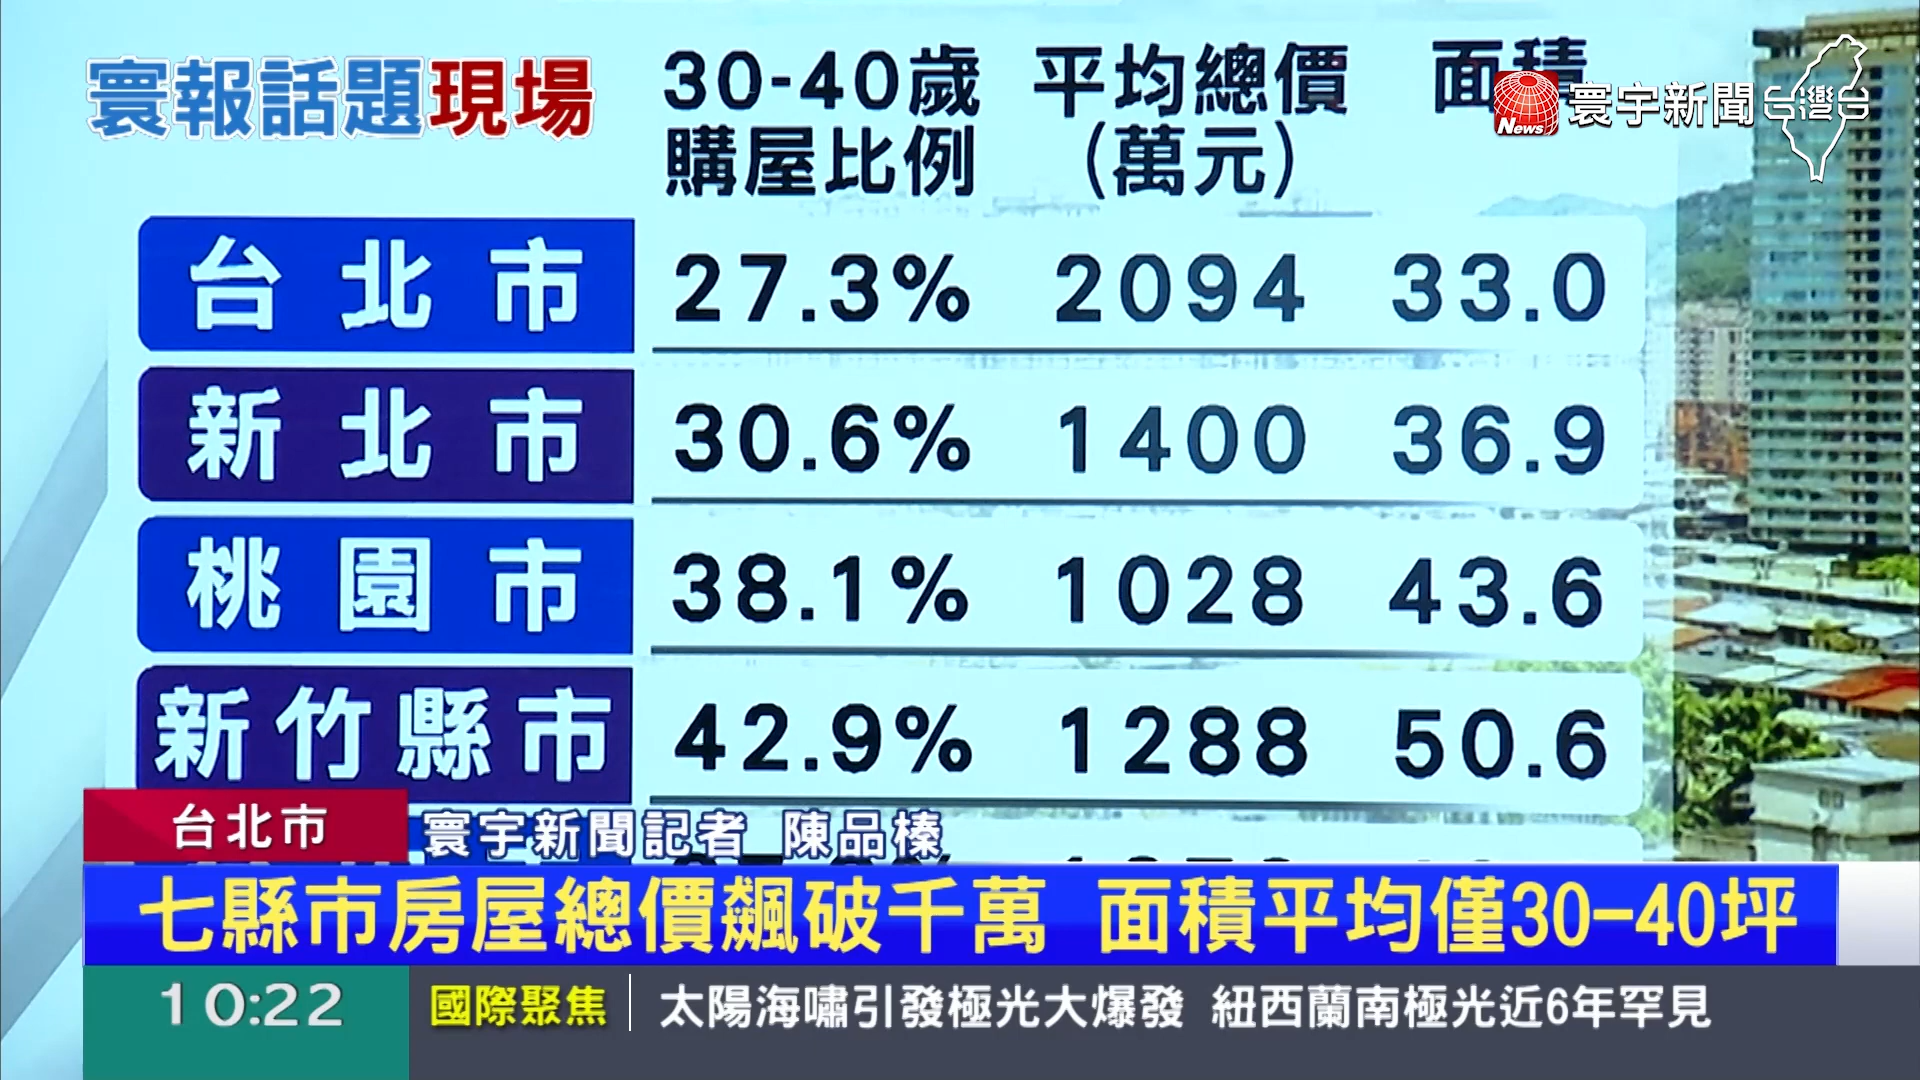 寰報話題現場
30-40歲 平均總價 面積
購屋比例 (萬元)
News 寰宇新聞 台灣台
台北市 27.3% 2094 33.0
新北市 30.6% 1400 36.9
桃園市 38.1% 1028 43.6
新竹縣市 42.9% 1288 50.6
台北市 寰宇新聞記者 陳品榛
七縣市房屋總價飆破千萬 面積平均僅30-40坪
10:22 國際聚焦 太陽海嘯引發極光大爆發 紐西蘭南極光近6年罕見